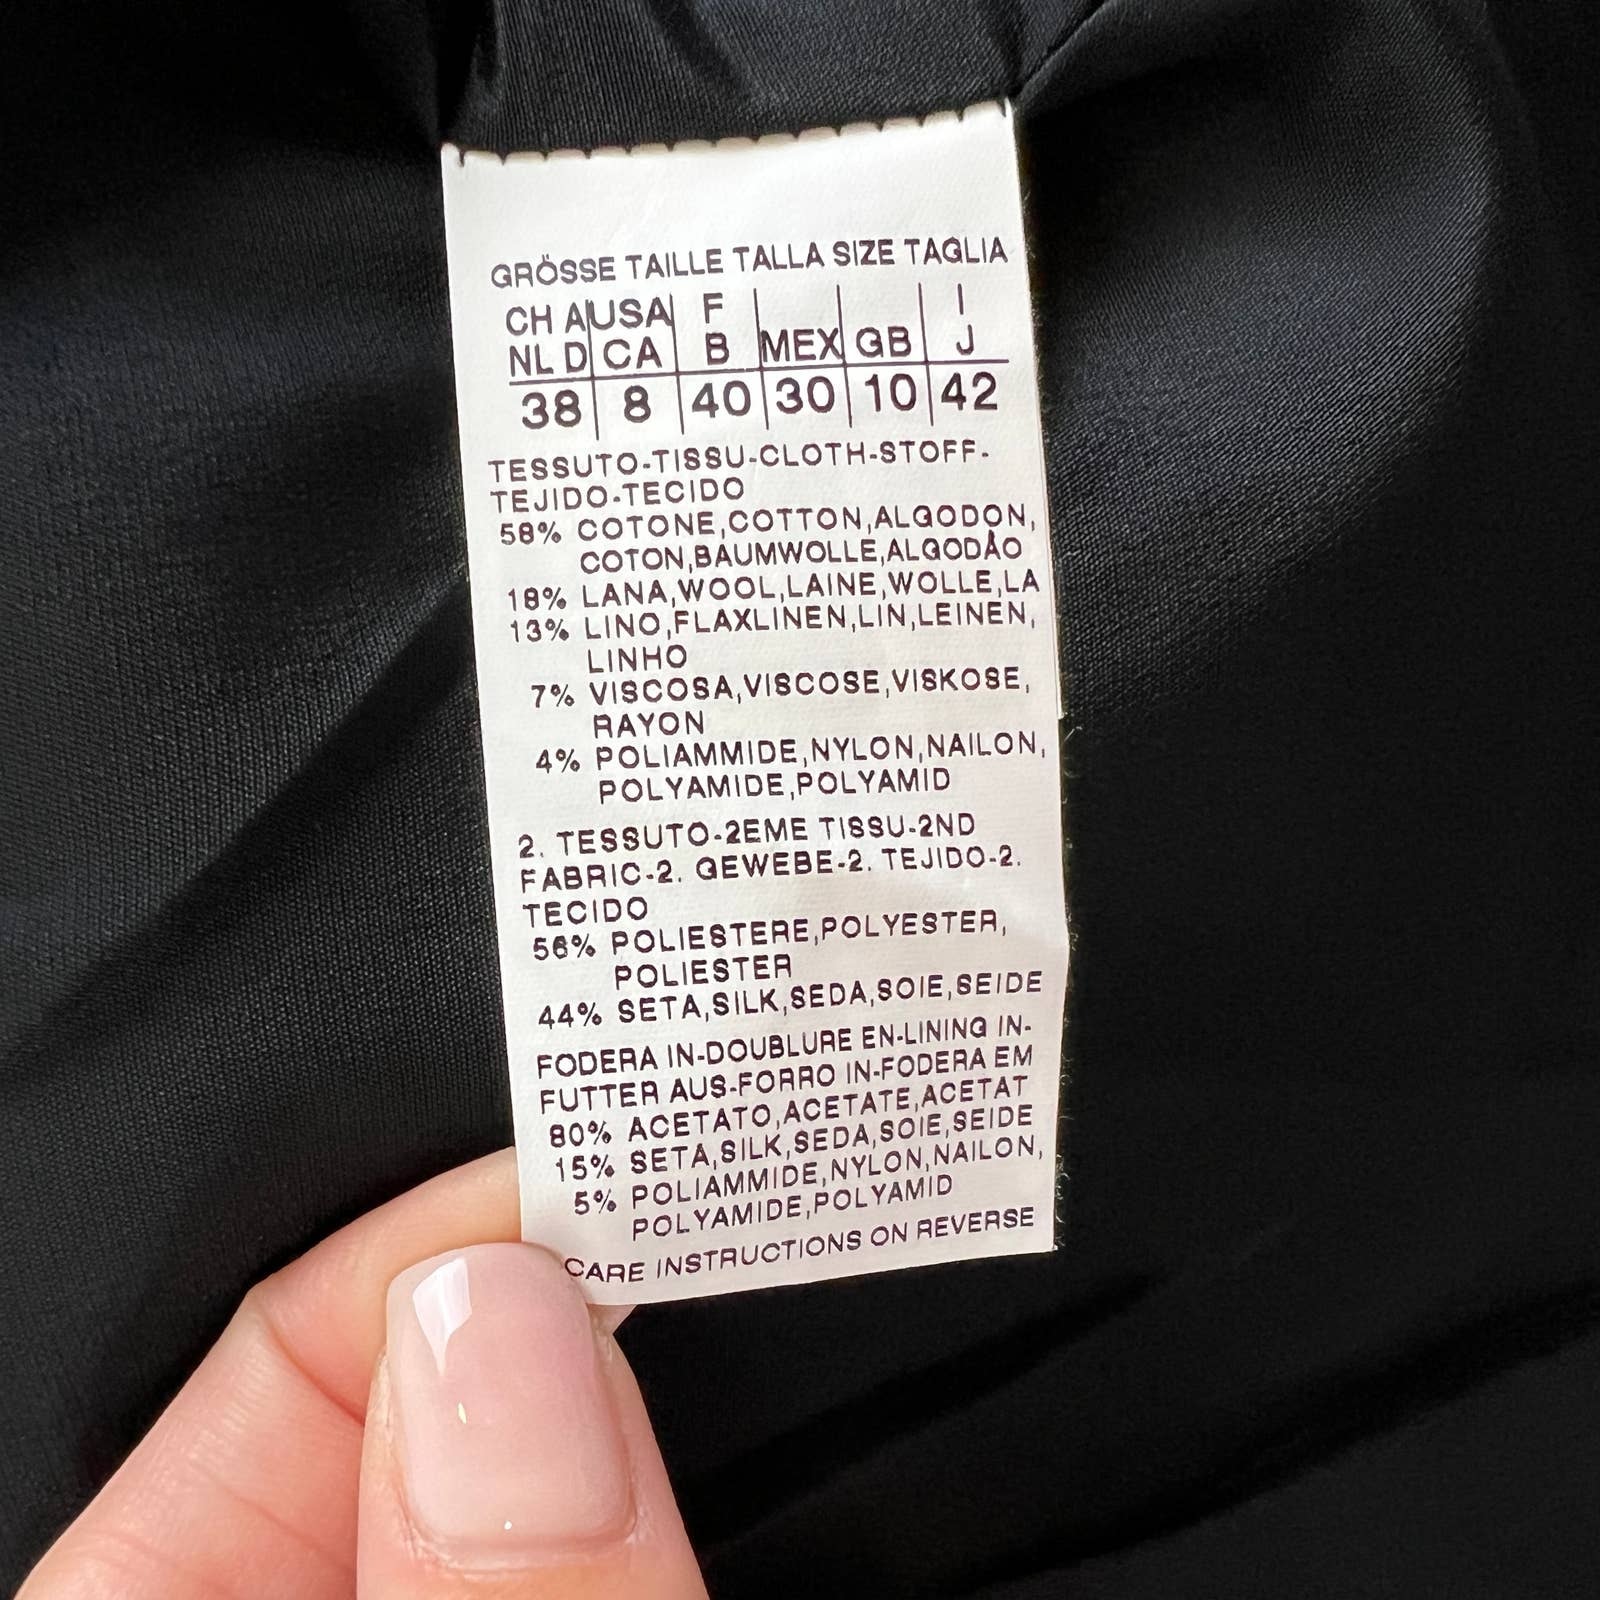 GRÖSSE TAILLE TALLA SIZE TAGLIA
CH A USA F I
NL D CA B MEX GB J
38 8 40 30 10 42
TESSUTO-TISSU-CLOTH-STOFF-
TEJIDO-TECIDO
58% COTONE,COTTON,ALGODON,
COTON,BAUMWOLLE,ALGODÃO
18% LANA,WOOL,LAINE,WOLLE,LA
13% LINO,FLAXLINEN,LIN,LEINEN,
LINHO
7% VISCOSA,VISCOSE,VISKOSE,
RAYON
4% POLIAMMIDE,NYLON,NAILON,
POLYAMIDE,POLYAMID
2. TESSUTO-2EME TISSU-2ND
FABRIC-2. GEWEBE-2. TEJIDO-2.
TECIDO
56% POLIESTERE,POLYESTER,
POLIESTER
44% SETA,SILK,SEDA,SOIE,SEIDE
FODERA IN-DOUBLURE EN-LINING IN-
FUTTER AUS-FORRO IN-FODERA EM
80% ACETATO,ACETATE,ACETAT
15% SETA,SILK,SEDA,SOIE,SEIDE
5% POLIAMMIDE,NYLON,NAILON,
POLYAMIDE,POLYAMID
CARE INSTRUCTIONS ON REVERSE